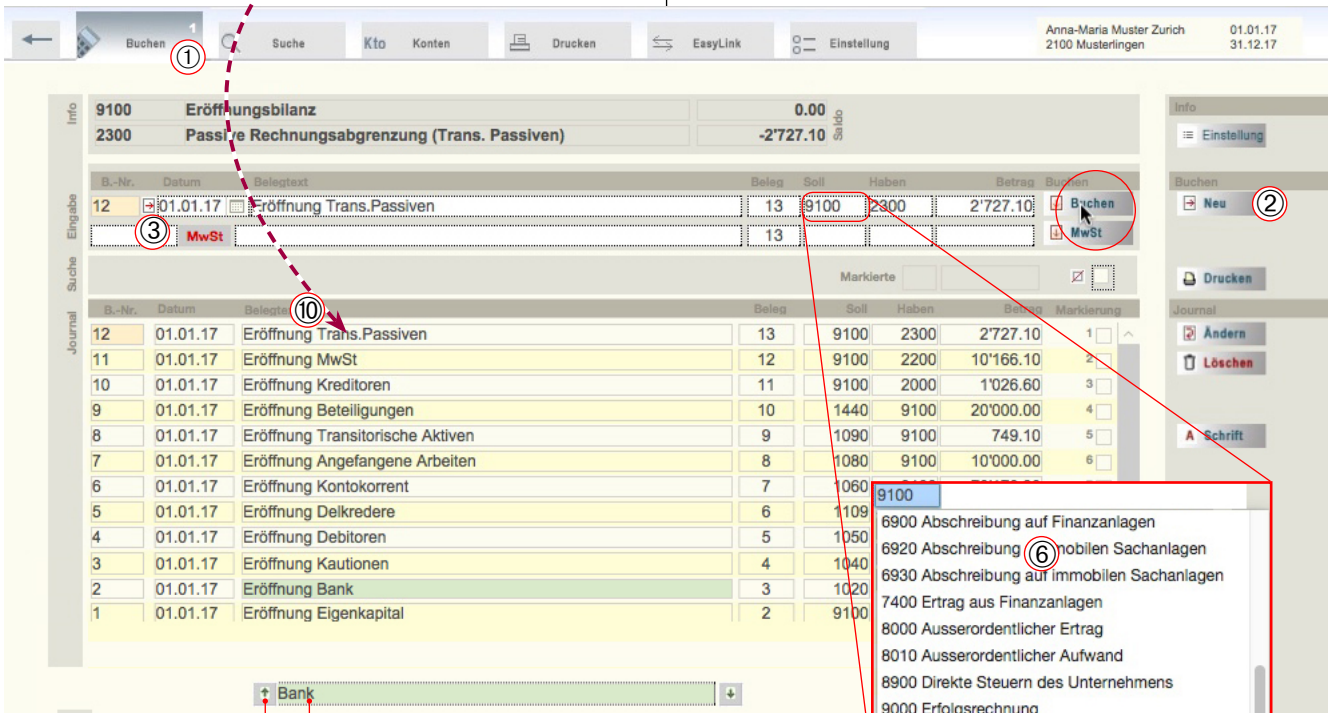 Buchen 1 Suche Kto Konten Drucken EasyLink Einstellung
Anna-Maria Muster Zurich 01.01.17
2100 Musterlingen 31.12.17
①
Info
9100 Eröffnungsbilanz 0.00
2300 Passive Rechnungsabgrenzung (Trans. Passiven) -2'727.10
Saldo
Info
Einstellung
B.-Nr. Datum Belegtext Beleg Soll Haben Betrag Buchen
Eingabe
12 01.01.17 Eröffnung Trans.Passiven 13 9100 2300 2'727.10 Buchen
③ MwSt 13 MwSt
Buchen
Neu ②
Suche
Markierte
Drucken
Journal
B.-Nr. Datum Belegtext ⑩ Beleg Soll Haben Betrag Markierung
12 01.01.17 Eröffnung Trans.Passiven 13 9100 2300 2'727.10 1
11 01.01.17 Eröffnung MwSt 12 9100 2200 10'166.10 2
10 01.01.17 Eröffnung Kreditoren 11 9100 2000 1'026.60 3
9 01.01.17 Eröffnung Beteiligungen 10 1440 9100 20'000.00 4
8 01.01.17 Eröffnung Transitorische Aktiven 9 1090 9100 749.10 5
7 01.01.17 Eröffnung Angefangene Arbeiten 8 1080 9100 10'000.00 6
6 01.01.17 Eröffnung Kontokorrent 7 1060
5 01.01.17 Eröffnung Delkredere 6 1109
4 01.01.17 Eröffnung Debitoren 5 1050
3 01.01.17 Eröffnung Kautionen 4 1040
2 01.01.17 Eröffnung Bank 3 1020
1 01.01.17 Eröffnung Eigenkapital 2 9100
Journal
Ändern
Löschen
A Schrift
9100
6900 Abschreibung auf Finanzanlagen
6920 Abschreibung ⑥ mobilen Sachanlagen
6930 Abschreibung auf immobilen Sachanlagen
7400 Ertrag aus Finanzanlagen
8000 Ausserordentlicher Ertrag
8010 Ausserordentlicher Aufwand
8900 Direkte Steuern des Unternehmens
9000 Erfolgsrechnung
Bank